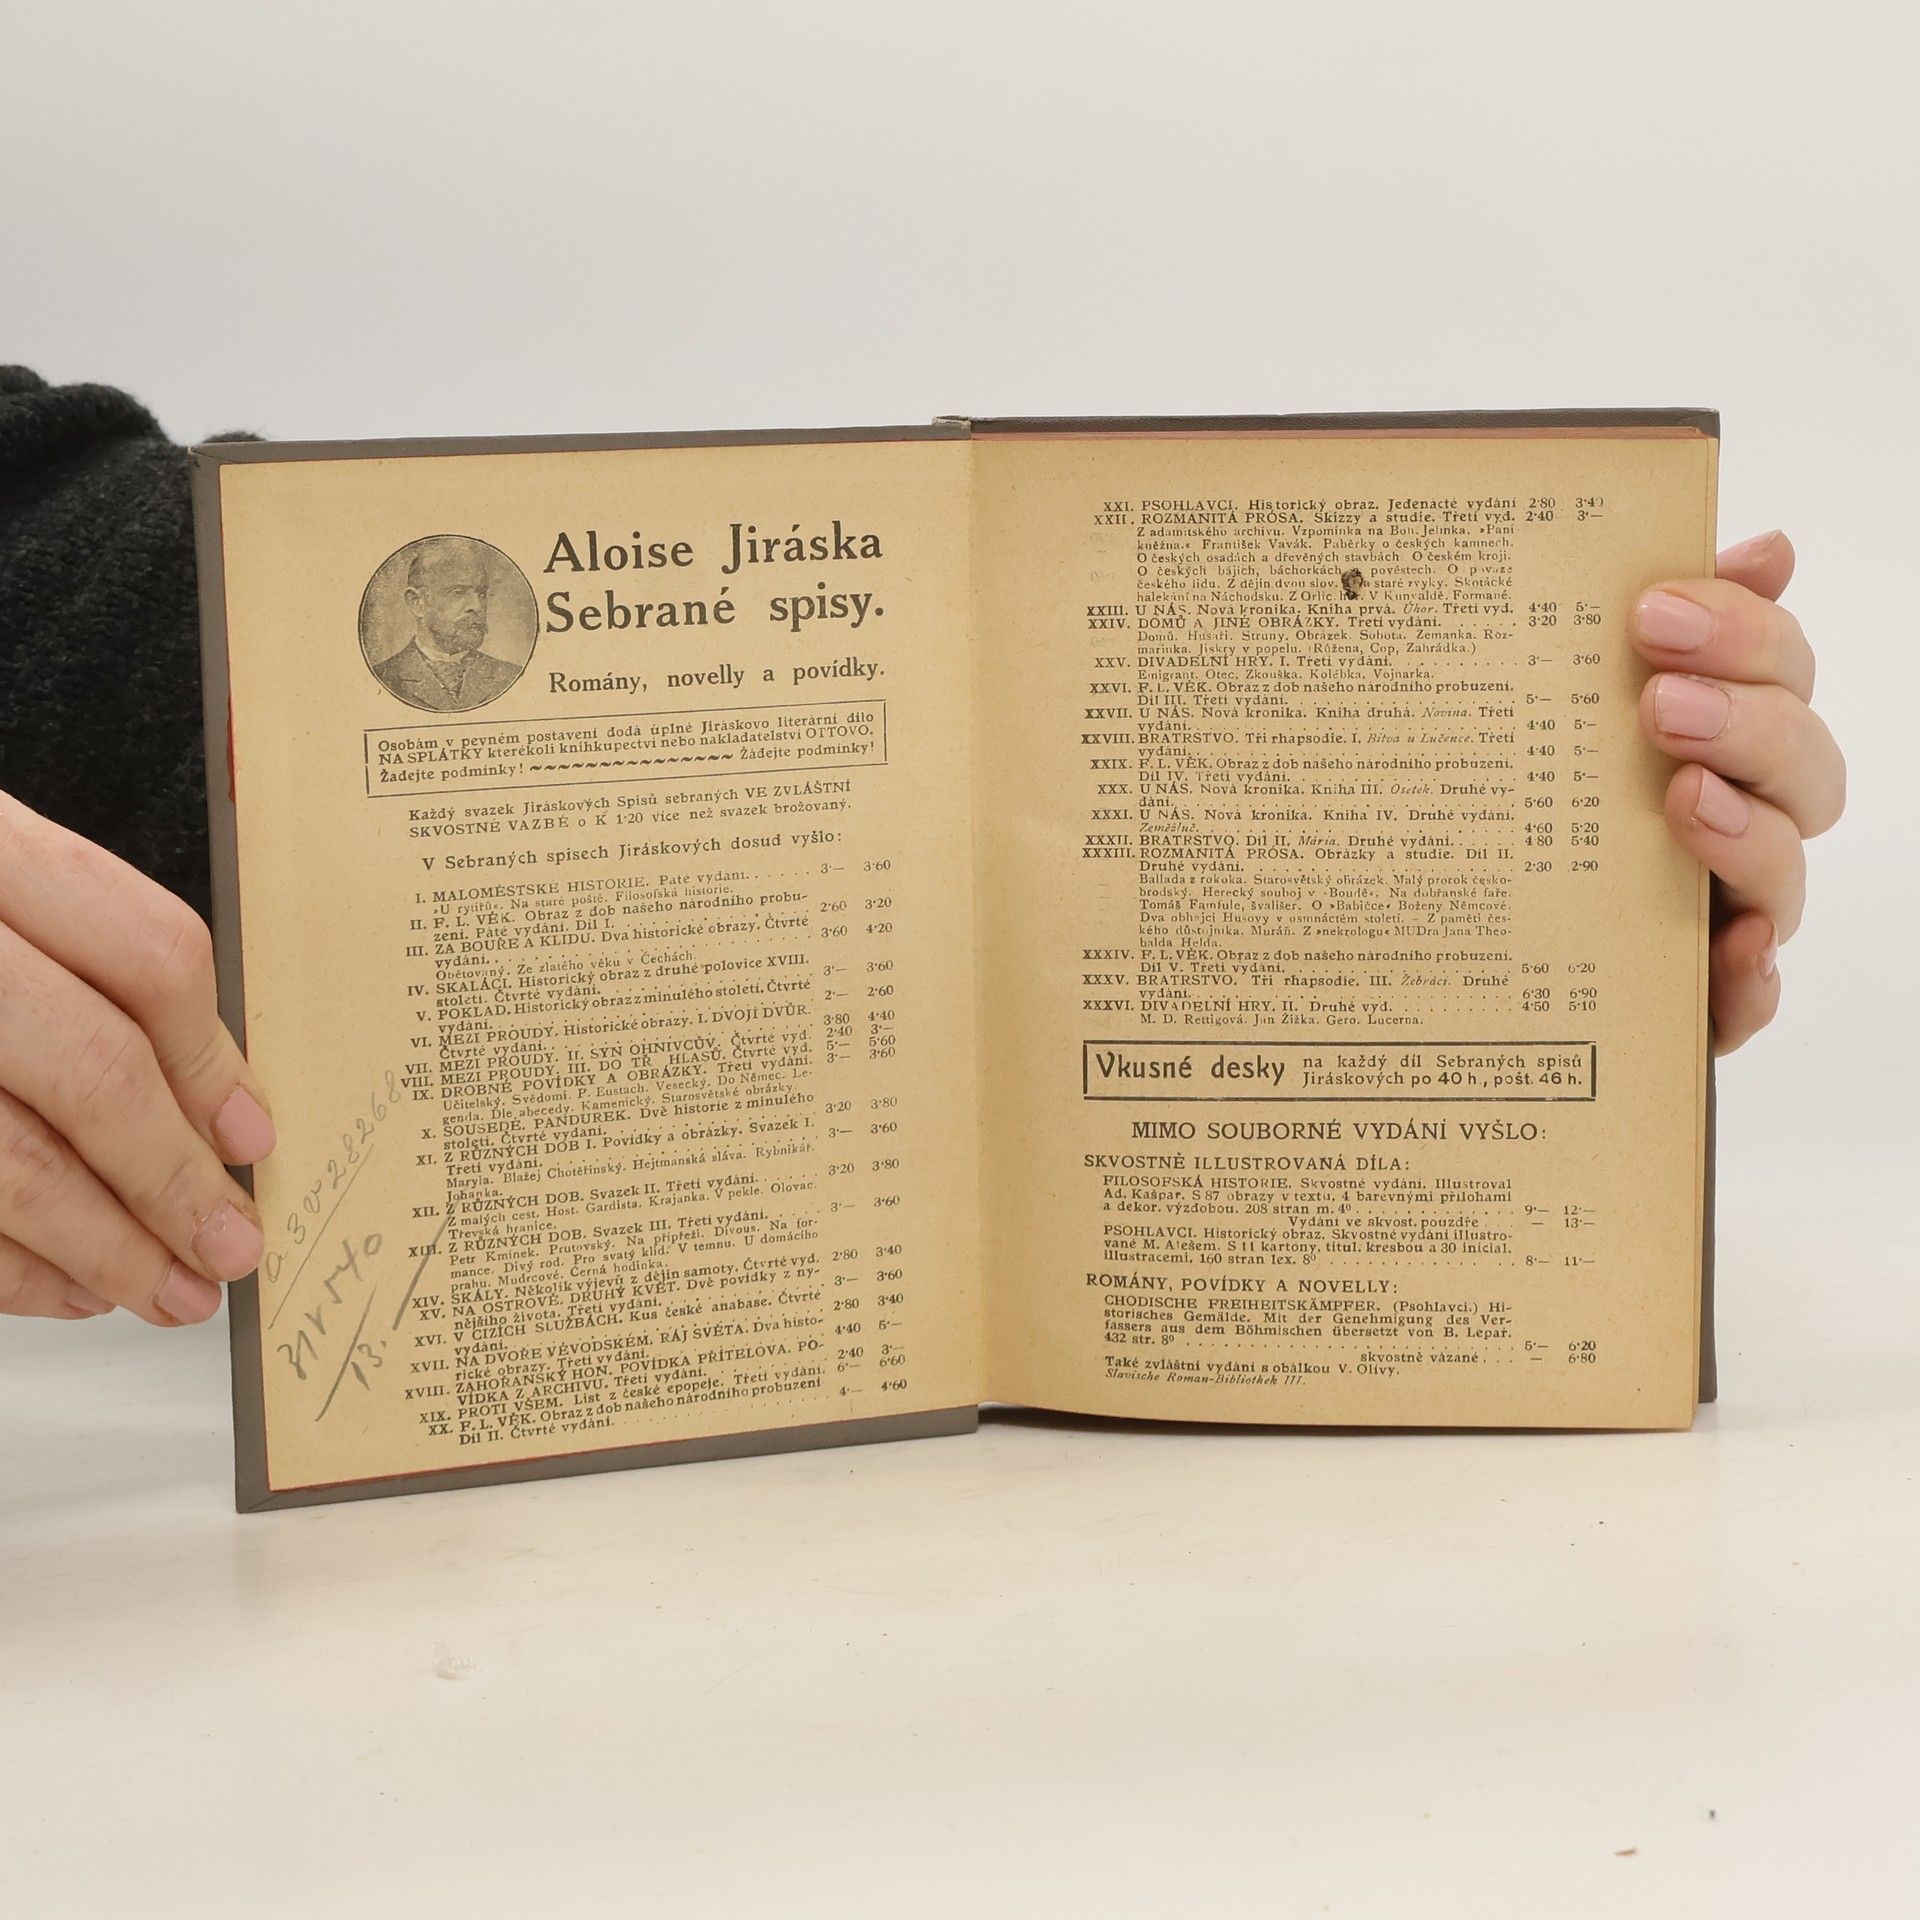 Aloise Jiráska
Sebrané spisy.
Romány, novelly a povídky.
Osobám v pevném postavení dodá úplné Jiráskovo literární dílo
NA SPLÁTKY kterékoli knihkupectví nebo nakladatelství OTTOVO.
Žádejte podmínky! ~~~~~~~~~~~~~~~ Žádejte podmínky!
Každý svazek Jiráskových Spisů sebraných VE ZVLÁŠTNÍ
SKVOSTNÉ VAZBĚ o K 1·20 více než svazek brožovaný.
V Sebraných spisech Jiráskových dosud vyšlo:
I. MALOMĚSTSKÉ HISTORIE. Páté vydání. . . . . . 3·— 3·60
»U rytířů«. Na staré poště. Filosofská historie.
II. F. L. VĚK. Obraz z dob našeho národního probu-
zení. Páté vydání. Díl I. . . . . . . . . . 2·60 3·20
III. ZA BOUŘE A KLIDU. Dva historické obrazy. Čtvrté
vydání. . . . . . . . . . . . . . . . 3·60 4·20
Obětovaný. Ze zlatého věku v Čechách.
IV. SKALÁCI. Historický obraz z druhé polovice XVIII.
století. Čtvrté vydání. . . . . . . . . . . 3·— 3·60
V. POKLAD. Historický obraz z minulého století. Čtvrté
vydání. . . . . . . . . . . . . . . . 2·— 2·60
VI. MEZI PROUDY. Historické obrazy. I. DVOJÍ DVŮR.
Čtvrté vydání. . . . . . . . . . . . . . 3·80 4·40
VII. MEZI PROUDY. II. SYN OHNIVCŮV. Čtvrté vyd. 2·40 3·—
VIII. MEZI PROUDY. III. DO TŘ HLASŮ. Čtvrté vyd. 5·— 5·60
IX. DROBNÉ POVÍDKY A OBRÁZKY. Třetí vydání. 3·— 3·60
Učitelský. Svědomí. P. Eustach. Veselý. Do Němec. Le-
genda. Dle abecedy. Kamenický. Starosvětské obrázky.
X. SOUSEDÉ. PANDUREK. Dvě historie z minulého
století. Čtvrté vydání. . . . . . . . . . . 3·20 3·80
XI. Z RŮZNÝCH DOB I. Povídky a obrázky. Svazek I.
Třetí vydání. . . . . . . . . . . . . . 3·— 3·60
Maryla. Blažej Chotěřinský. Hejtmanská sláva. Rybnikář.
Johanka.
XII. Z RŮZNÝCH DOB. Svazek II. Třetí vydání. . . . . 3·20 3·80
Z malých cest. Host. Gardista. Krajanka. V pekle. Olovac.
Třevská hranice.
XIII. Z RŮZNÝCH DOB. Svazek III. Třetí vydání. . . . . 3·— 3·60
Petr Kmínek. Prutovský. Na přípřeži. Divous. Na for-
mance. Divý rod. Pro svatý klid. V temnu. U domácího
prahu. Mudrcové. Černá hodinka.
XIV. SKÁLY. Několik výjevů z dějin samoty. Čtvrté vyd. 2·80 3·40
XV. NA OSTROVĚ. DRUHÝ KVĚT. Dvě povídky z ny-
nějšího života. Třetí vydání. . . . . . . . . 3·— 3·60
XVI. V CIZÍCH SLUŽBÁCH. Kus české anabase. Čtvrté
vydání. . . . . . . . . . . . . . . . 2·80 3·40
XVII. NA DVOŘE VÉVODSKÉM. RÁJ SVĚTA. Dva histo-
rické obrazy. Třetí vydání. . . . . . . . . . 4·40 5·—
XVIII. ZÁHOŘANSKÝ HON. POVÍDKA PŘÍTELOVA. PO-
VÍDKA Z ARCHIVU. Třetí vydání. . . . . . . . 2·40 3·—
XIX. PROTI VŠEM. List z české epopeje. Třetí vydání. 6·— 6·60
XX. F. L. VĚK. Obraz z dob našeho národního probuzení
Díl II. Čtvrté vydání. . . . . . . . . . . 4·— 4·60
XXI. PSOHLAVCI. Historický obraz. Jedenácté vydání 2·80 3·40
XXII. ROZMANITÁ PRÓSA. Skizzy a studie. Třetí vyd. 2·40 3·—
Z adamitského archivu. Vzpomínka na Boh. Jelínka. »Paní
kněžna.« František Vavák. Paběrky o českých kamnech.
O českých osadách a dřevěných stavbách. O českém kroji.
O českých bájích, báchorkách pověstech. O povaze
českého lidu. Z dějin dvou slov. staré zvyky. Skotácké
halekání na Náchodsku. Z Orlic. hor. V Kunvaldě. Formané.
XXIII. U NÁS. Nová kronika. Kniha prvá. Úhor. Třetí vyd. 4·40 5·—
XXIV. DOMŮ A JINÉ OBRÁZKY. Třetí vydání. . . . . . 3·20 3·80
Domů. Husaři. Struny. Obrázek. Sobota. Zemanka. Roz-
marinka. Jiskry v popelu. (Růžena, Cop, Zahrádka.)
XXV. DIVADELNÍ HRY. I. Třetí vydání. . . . . . . . . . 3·— 3·60
Emigrant. Otec. Zkouška. Kolébka. Vojnarka.
XXVI. F. L. VĚK. Obraz z dob našeho národního probuzení.
Díl III. Třetí vydání. . . . . . . . . . . . . . . . . . 5·— 5·60
XXVII. U NÁS. Nová kronika. Kniha druhá. Novina. Třetí
vydání. . . . . . . . . . . . . . . . . . . . . . . . 4·40 5·—
XXVIII. BRATRSTVO. Tři rhapsodie. I. Bitva u Lučence. Třetí
vydání. . . . . . . . . . . . . . . . . . . . . . . . 4·40 5·—
XXIX. F. L. VĚK. Obraz z dob našeho národního probuzení.
Díl IV. Třetí vydání. . . . . . . . . . . . . . . . . 4·40 5·—
XXX. U NÁS. Nová kronika. Kniha III. Osetek. Druhé vy-
dání. . . . . . . . . . . . . . . . . . . . . . . . . 5·60 6·20
XXXI. U NÁS. Nová kronika. Kniha IV. Druhé vydání.
Zeměžluč. . . . . . . . . . . . . . . . . . . . . . . 4·60 5·20
XXXII. BRATRSTVO. Díl II. Mária. Druhé vydání. . . . . . 4·80 5·40
XXXIII. ROZMANITÁ PRÓSA. Obrázky a studie. Díl II.
Druhé vydání. . . . . . . . . . . . . . . . . . . . . 2·30 2·90
Ballada z rokoka. Starosvětský obrázek. Malý prorok česko-
brodský. Herecký souboj v »Boudě«. Na dobřanské faře.
Tomáš Famfule, švališer. O »Babičce« Boženy Němcové.
Dva obhájci Husovy v osmnáctém století. – Z pamětí čes-
kého důstojníka. Muráň. Z »nekrologu« MUDra Jana Theo-
balda Helda.
XXXIV. F. L. VĚK. Obraz z dob našeho národního probuzení.
Díl V. Třetí vydání. . . . . . . . . . . . . . . . . . 5·60 6·20
XXXV. BRATRSTVO. Tři rhapsodie. III. Žebráci. Druhé
vydání. . . . . . . . . . . . . . . . . . . . . . . . 6·30 6·90
XXXVI. DIVADELNÍ HRY. II. Druhé vyd. . . . . . . . . . . 4·50 5·10
M. D. Rettigová. Jan Žižka. Gero. Lucerna.
Vkusné desky na každý díl Sebraných spisů
Jiráskových po 40 h., pošt. 46 h.
MIMO SOUBORNÉ VYDÁNÍ VYŠLO:
SKVOSTNĚ ILLUSTROVANÁ DÍLA:
FILOSOFSKÁ HISTORIE. Skvostné vydání. Illustroval
Ad. Kašpar. S 87 obrazy v textu, 4 barevnými přílohami
a dekor. výzdobou. 208 stran m. 4⁰ . . . . . . . . . . . 9·— 12·—
Vydání ve skvost. pouzdře . . . — 13·—
PSOHLAVCI. Historický obraz. Skvostné vydání illustro-
vané M. Alešem. S 11 kartony, titul. kresbou a 30 inicial.
illustracemi. 160 stran lex. 8⁰ . . . . . . . . . . . . . 8·— 11·—
ROMÁNY, POVÍDKY A NOVELLY:
CHODISCHE FREIHEITSKÄMPFER. (Psohlavci.) Hi-
storisches Gemälde. Mit der Genehmigung des Ver-
fassers aus dem Böhmischen übersetzt von B. Lepař.
432 str. 8⁰ . . . . . . . . . . . . . . . . . . . . . . 5·— 6·20
skvostně vázané . . . — 6·80
Také zvláštní vydání s obálkou V. Olivy.
Slavische Roman-Bibliothek III.